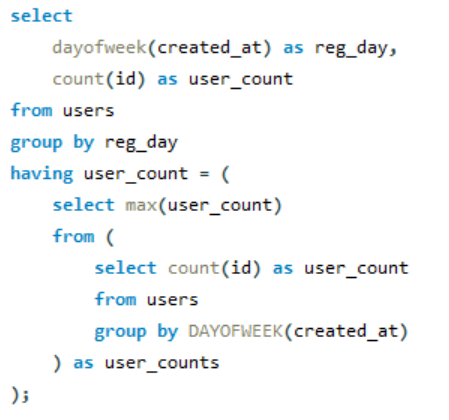 select
    dayofweek(created_at) as reg_day,
    count(id) as user_count
from users
group by reg_day
having user_count = (
    select max(user_count)
    from (
        select count(id) as user_count
        from users
        group by DAYOFWEEK(created_at)
    ) as user_counts
);